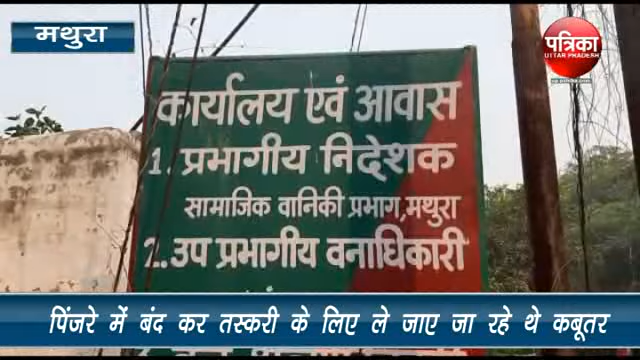 मथुरा
पत्रिका
UTTAR PRADESH
कार्यालय एवं आवास
1. प्रभागीय निदेशक
सामाजिक वानिकी प्रभाग,मथुरा
2. उप प्रभागीय वनाधिकारी
पिंजरे में बंद कर तस्करी के लिए ले जाए जा रहे थे कबूतर